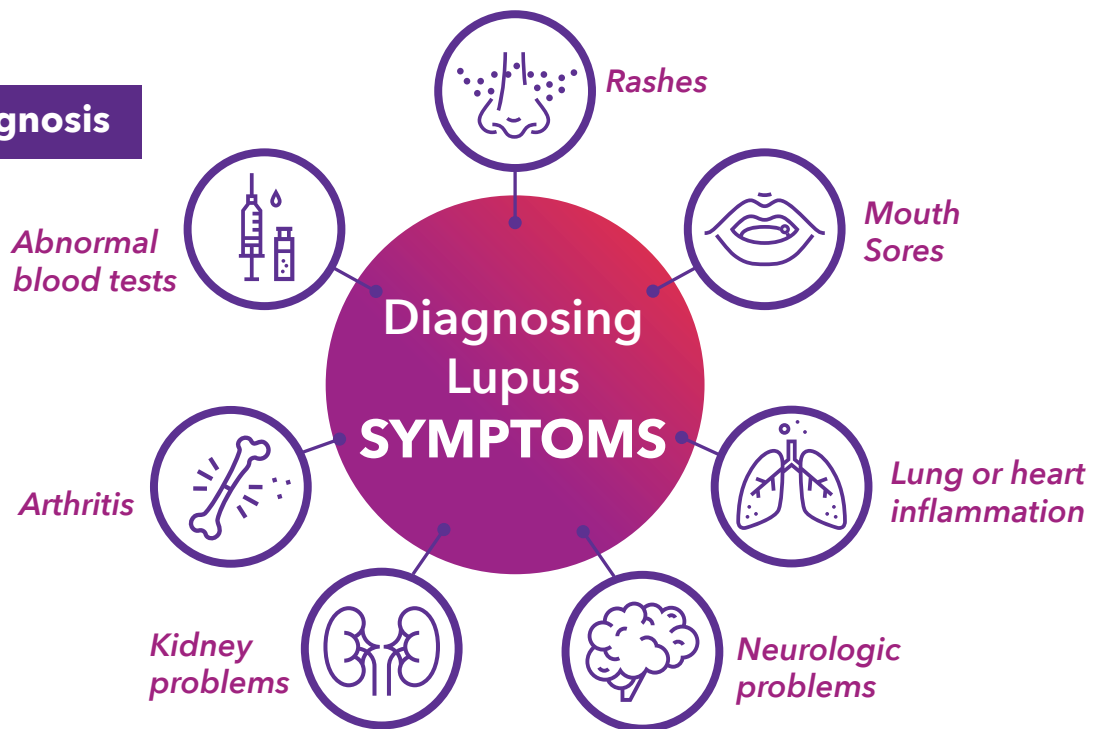 gnosis
Rashes
Mouth
Sores
Abnormal
blood tests
Diagnosing
Lupus
SYMPTOMS
Arthritis
Lung or heart
inflammation
Kidney
problems
Neurologic
problems